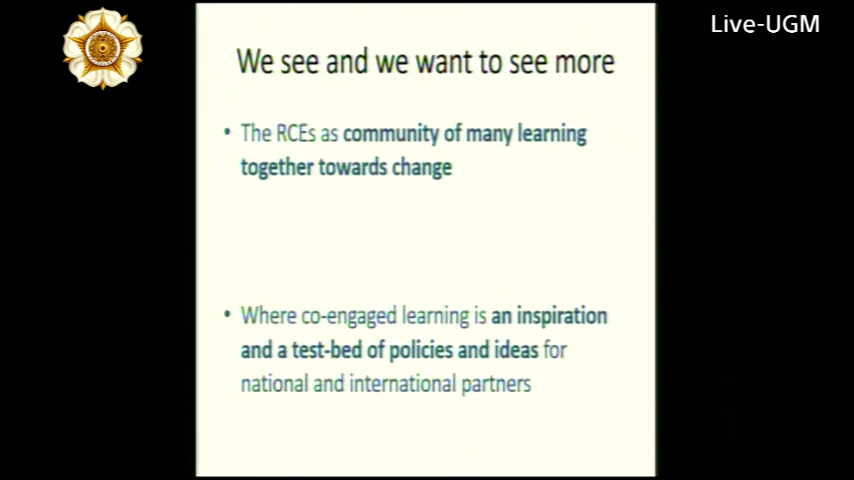 Live-UGM
We see and we want to see more
• The RCEs as community of many learning
together towards change
• Where co-engaged learning is an inspiration
and a test-bed of policies and ideas for
national and international partners